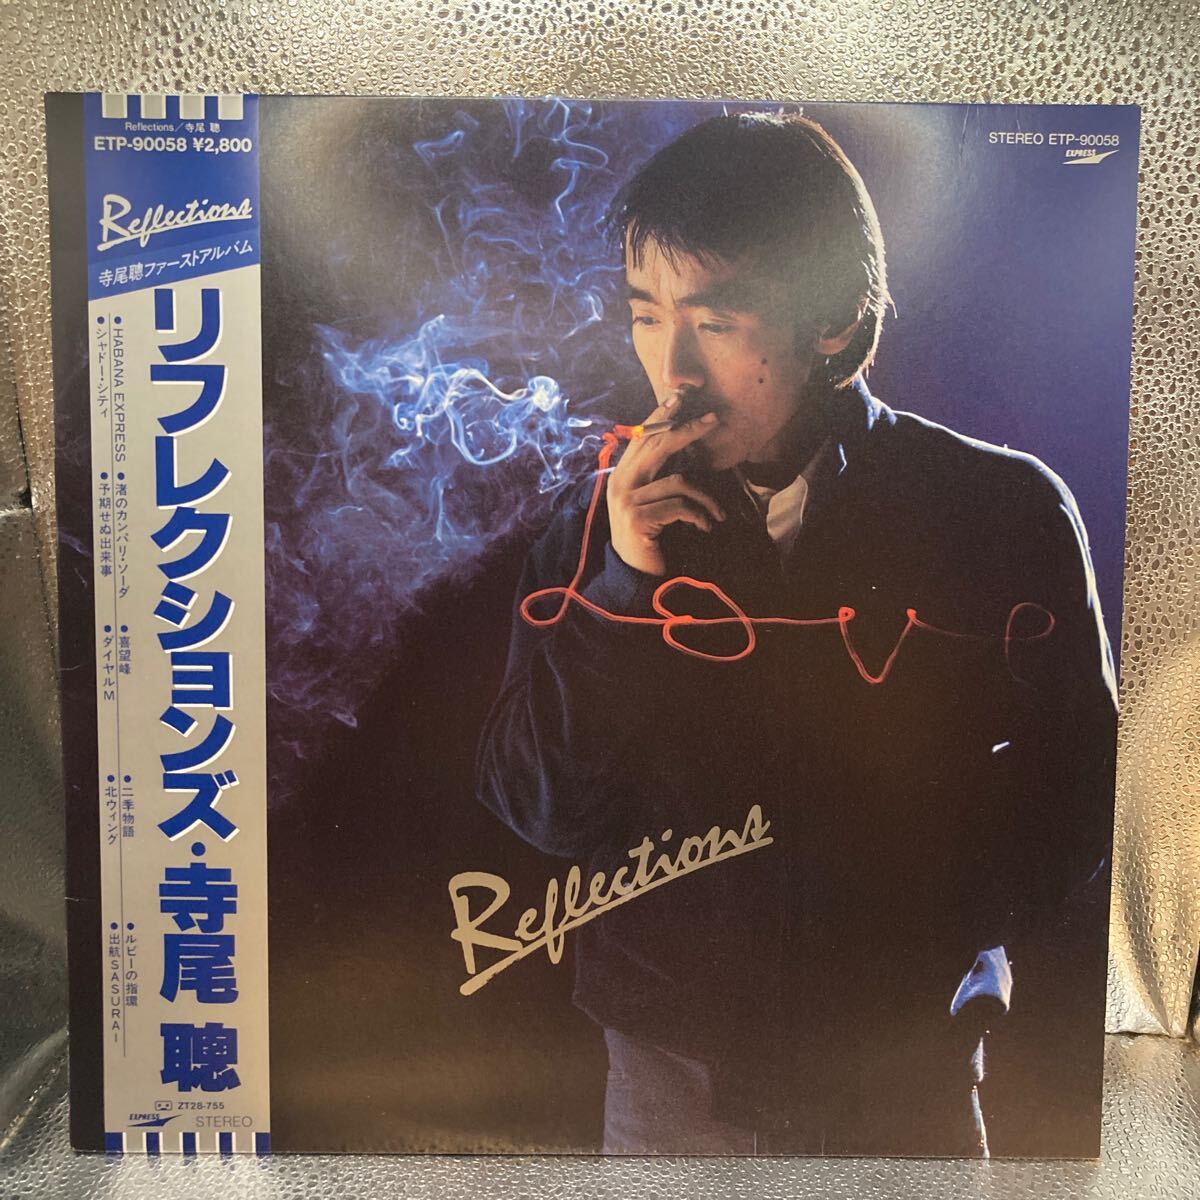 Reflections／寺尾 聰
ETP-90058 ¥2,800
Reflections
寺尾聰ファーストアルバム
リフレクションズ・寺尾 聰
●HABANA EXPRESS ●渚のカンパリ・ソーダ ●喜望峰 ●二季物語 ●ルビーの指環
●シャドー・シティ ●予期せぬ出来事 ●ダイヤルM ●北ウィング ●出航SASURAI
ZT28-755
EXPRESS STEREO
STEREO ETP-90058
EXPRESS
Love
Reflections